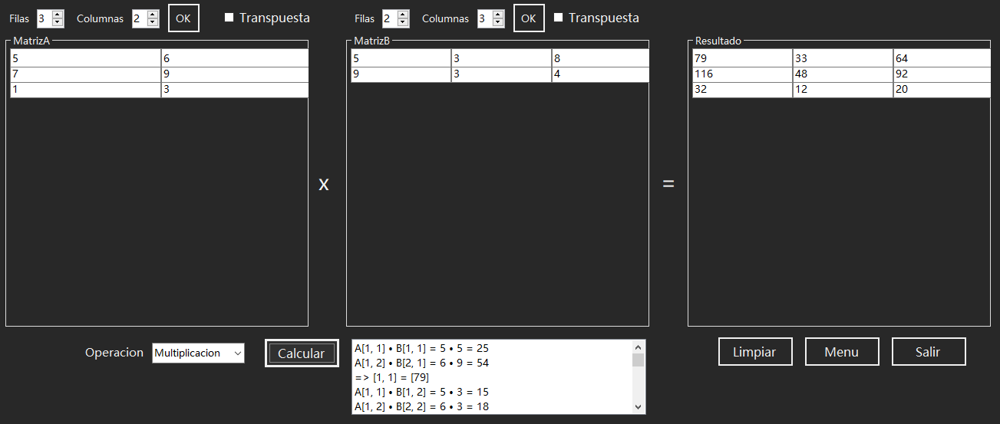 Filas 3 Columnas 2 OK Transpuesta Filas 2 Columnas 3 OK Transpuesta
MatrizA MatrizB Resultado
5 6 5 3 8 79 33 64
7 9 9 3 4 116 48 92
1 3 32 12 20
x =
Operacion Multiplicacion Calcular Limpiar Menu Salir
A[1, 1] • B[1, 1] = 5 • 5 = 25
A[1, 2] • B[2, 1] = 6 • 9 = 54
=> [1, 1] = [79]
A[1, 1] • B[1, 2] = 5 • 3 = 15
A[1, 2] • B[2, 2] = 6 • 3 = 18